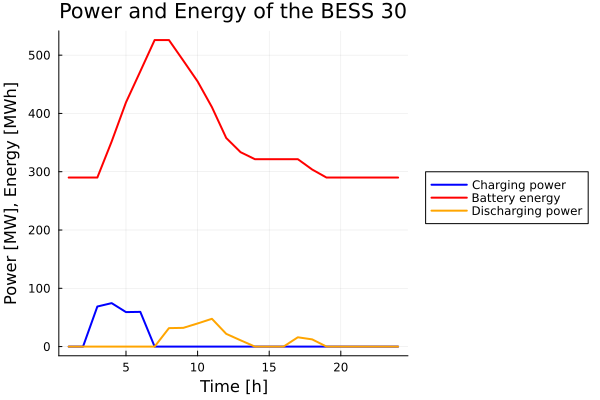 Power and Energy of the BESS 30
Power [MW], Energy [MWh]
500
400
300
200
100
0
5
10
15
20
Time [h]
Charging power
Battery energy
Discharging power